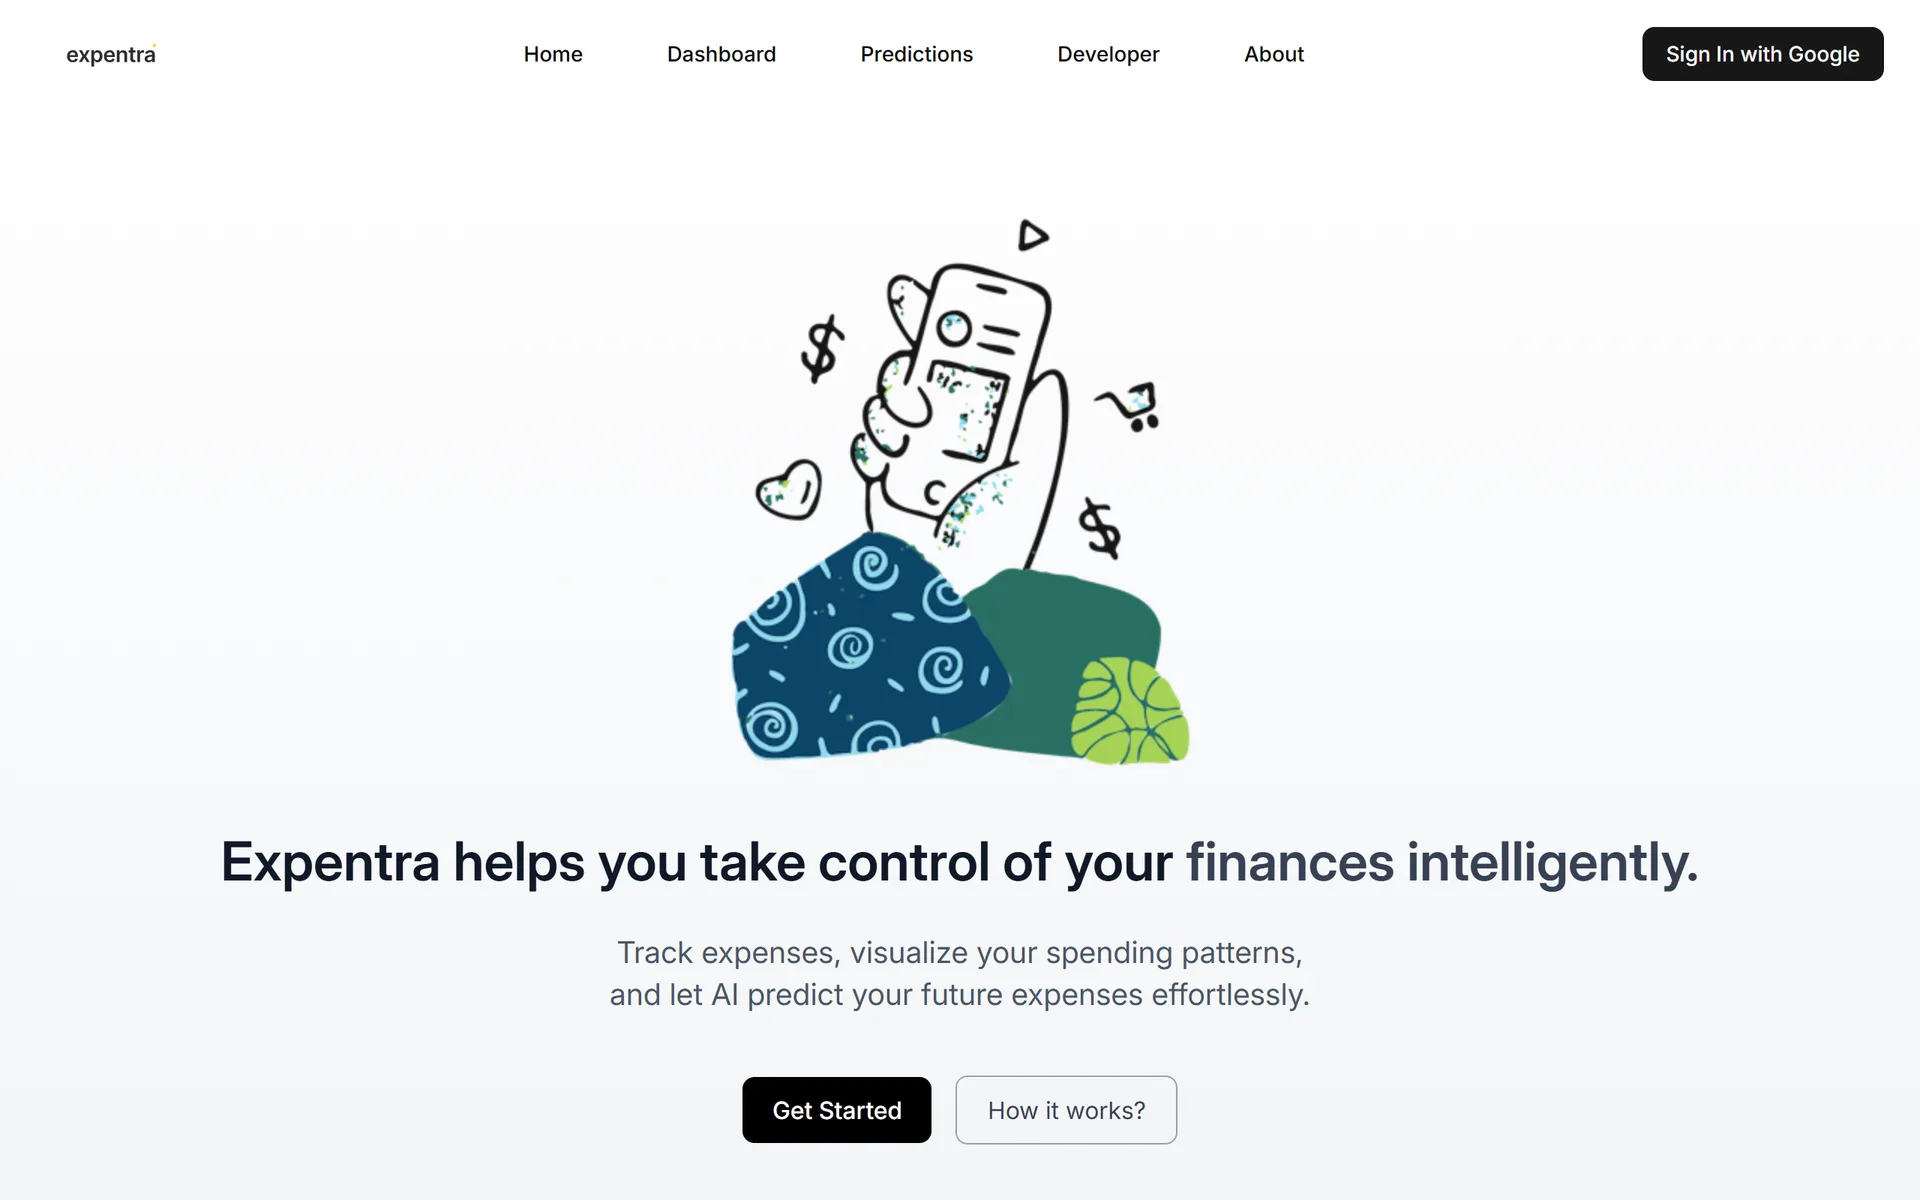 expentra
Home
Dashboard
Predictions
Developer
About
Sign In with Google
$
$
Expentra helps you take control of your finances intelligently.
Track expenses, visualize your spending patterns,
and let AI predict your future expenses effortlessly.
Get Started
How it works?